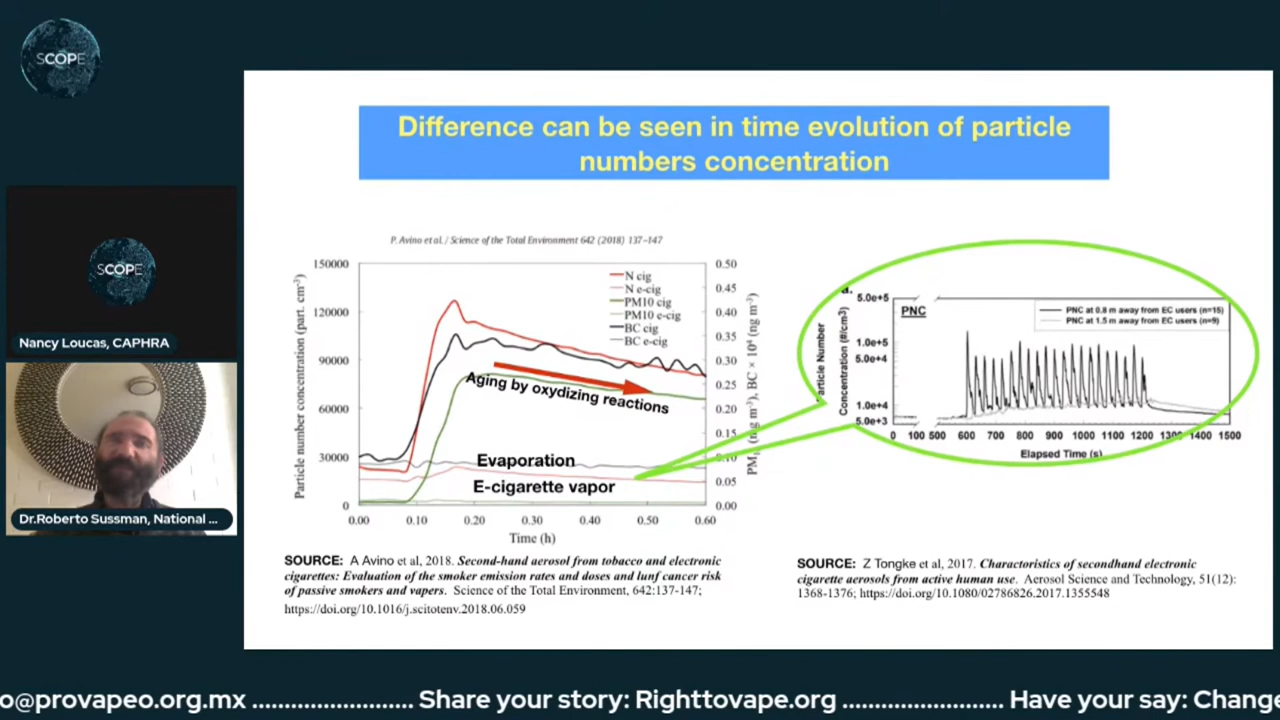 SCOPE
Difference can be seen in time evolution of particle
numbers concentration
SCOPE
Nancy Loucas, CAPHRA
Dr.Roberto Sussman, National ...
P. Avino et al. / Science of the Total Environment 642 (2018) 137–147
Particle number concentration (part. cm⁻³)
150000
120000
90000
60000
30000
0
0.00
0.10
0.20
0.30
0.40
0.50
0.60
Time (h)
0.50
0.45
0.40
0.35
0.30
0.25
0.20
0.15
0.10
0.05
0.00
(ng m⁻³), BC × 10⁴ (ng m⁻³)
N cig
N e-cig
PM10 cig
PM10 e-cig
BC cig
BC e-cig
Aging by oxydizing reactions
Evaporation
E-cigarette vapor
a.
PNC
PNC at 0.8 m away from EC users (n=15)
PNC at 1.5 m away from EC users (n=9)
Particle Number
Concentration (#/cm3)
5.0e+5
1.0e+5
5.0e+4
1.0e+4
5.0e+3
0 100 500 600 700 800 900 1000 1100 1200 1300 1400 1500
Elapsed Time (s)
SOURCE: A Avino et al, 2018. Second-hand aerosol from tobacco and electronic
cigarettes: Evaluation of the smoker emission rates and doses and lunf cancer risk
of passive smokers and vapers. Science of the Total Environment, 642:137-147;
https://doi.org/10.1016/j.scitotenv.2018.06.059
SOURCE: Z Tongke et al, 2017. Charactoristics of secondhand electronic
cigarette aerosols from active human use. Aerosol Science and Technology, 51(12):
1368-1376; https://doi.org/10.1080/02786826.2017.1355548
o@provapeo.org.mx ........................ Share your story: Righttovape.org ........................ Have your say: Change